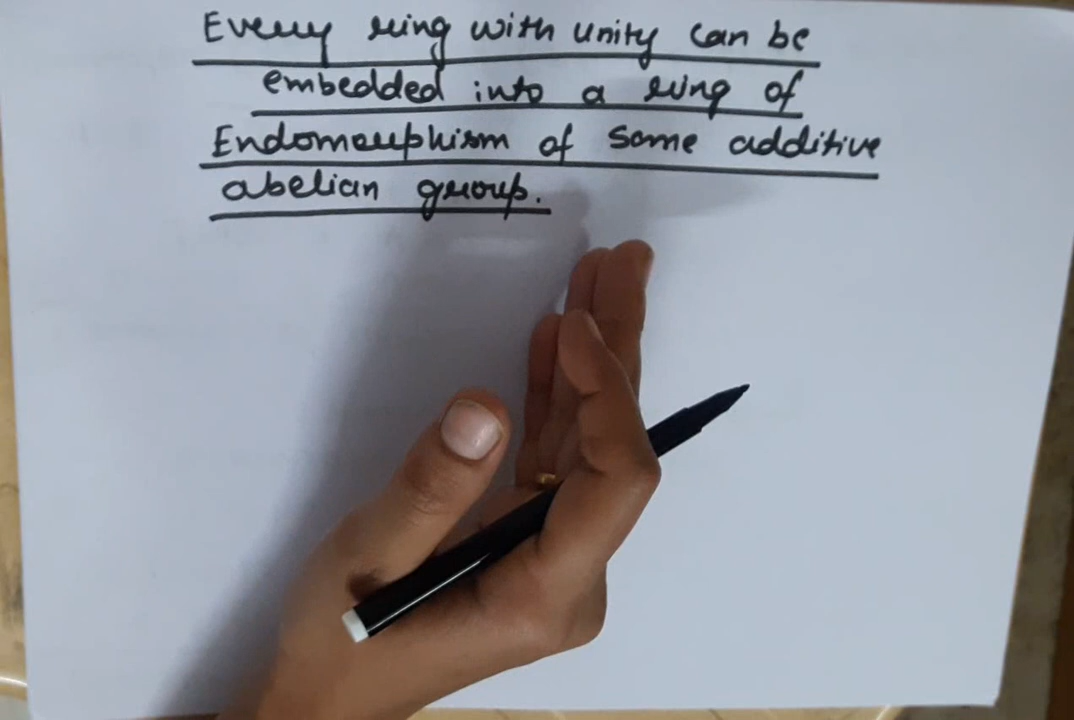 Every ring with unity can be
embedded into a ring of
Endomorphism of some additive
abelian group.